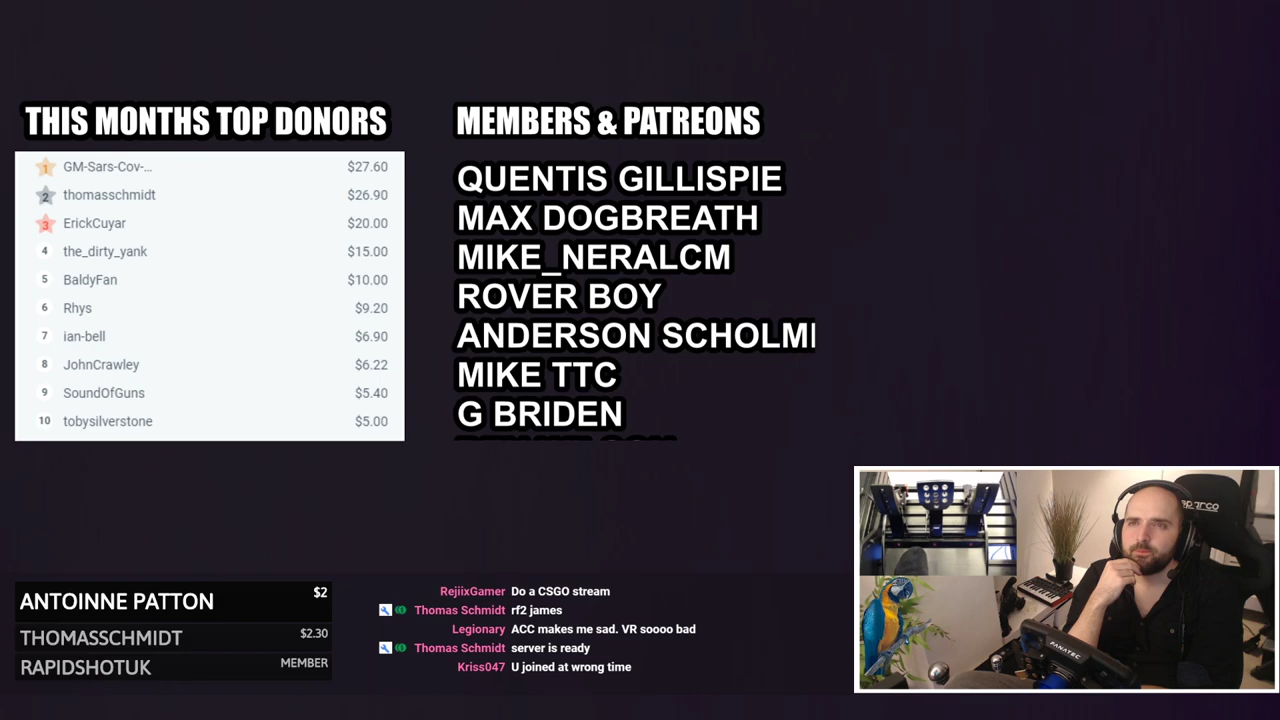 THIS MONTHS TOP DONORS
1 GM-Sars-Cov-... $27.60
2 thomasschmidt $26.90
3 ErickCuyar $20.00
4 the_dirty_yank $15.00
5 BaldyFan $10.00
6 Rhys $9.20
7 ian-bell $6.90
8 JohnCrawley $6.22
9 SoundOfGuns $5.40
10 tobysilverstone $5.00
MEMBERS & PATREONS
QUENTIS GILLISPIE
MAX DOGBREATH
MIKE_NERALCM
ROVER BOY
ANDERSON SCHOLMI
MIKE TTC
G BRIDEN
ANTOINNE PATTON $2
THOMASSCHMIDT $2.30
RAPIDSHOTUK MEMBER
RejiixGamer Do a CSGO stream
Thomas Schmidt rf2 james
Legionary ACC makes me sad. VR soooo bad
Thomas Schmidt server is ready
Kriss047 U joined at wrong time
sparco
FANATEC